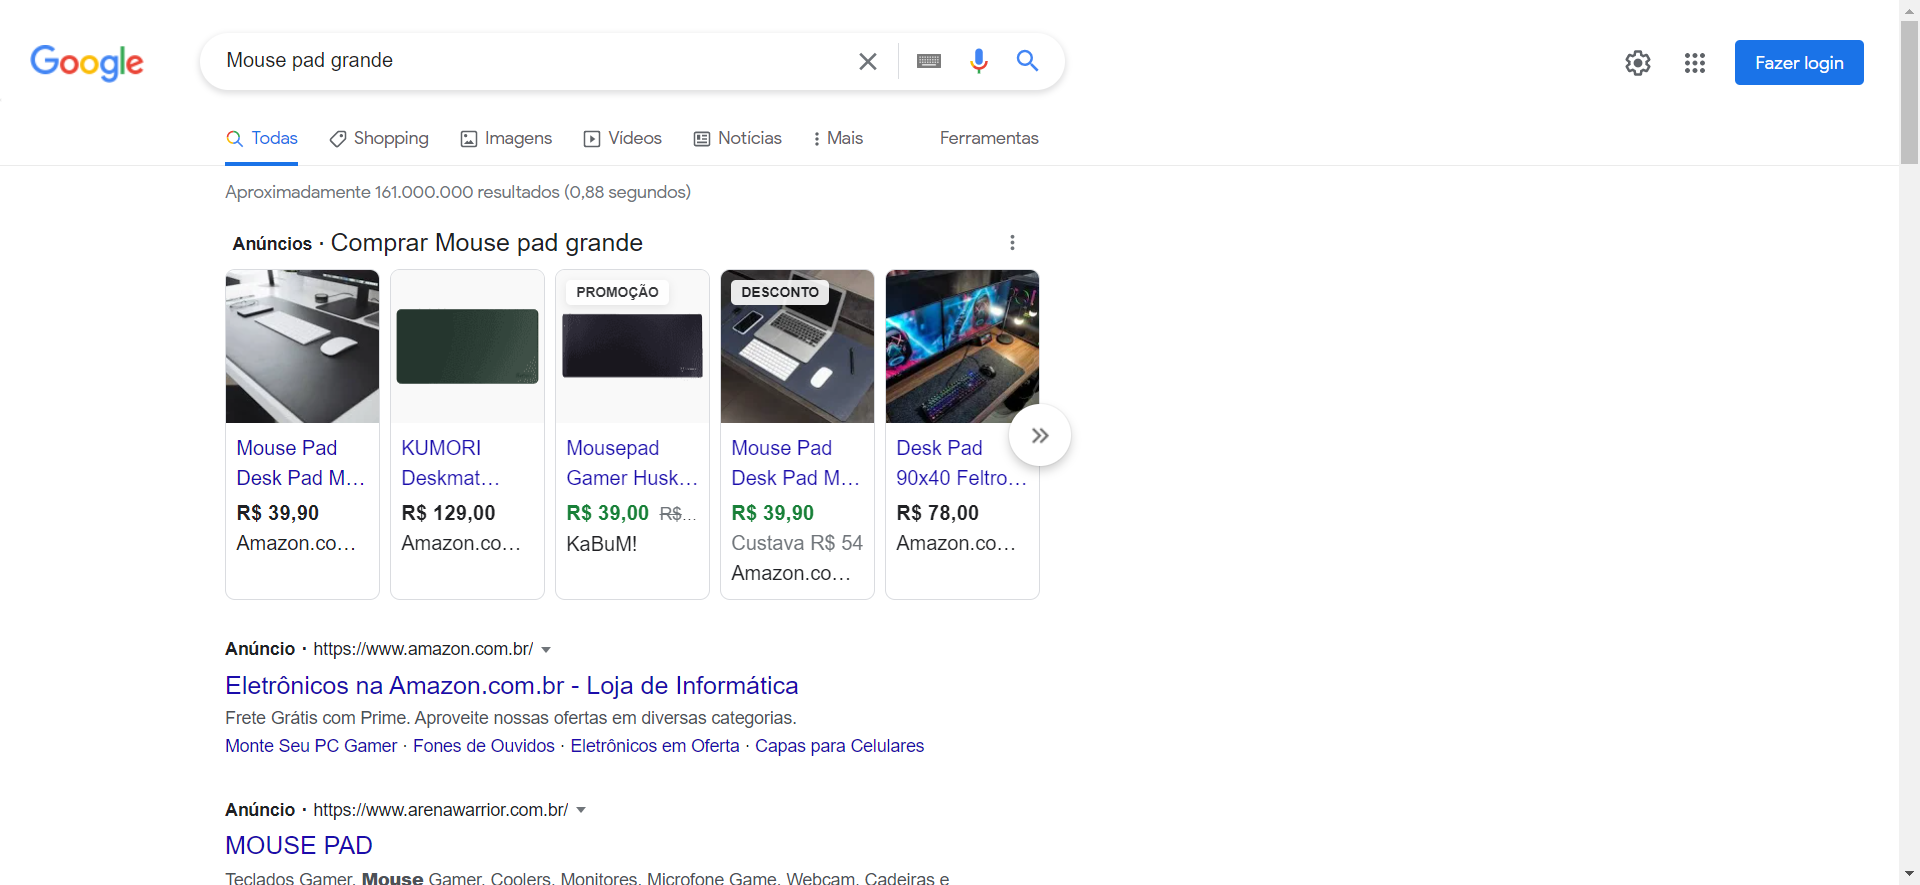 Google
Mouse pad grande
Fazer login
Todas
Shopping
Imagens
Vídeos
Notícias
Mais
Ferramentas
Aproximadamente 161.000.000 resultados (0,88 segundos)
Anúncios · Comprar Mouse pad grande
PROMOÇÃO
DESCONTO
Mouse Pad
Desk Pad M...
R$ 39,90
Amazon.co...
KUMORI
Deskmat...
R$ 129,00
Amazon.co...
Mousepad
Gamer Husk...
R$ 39,00 R$...
KaBuM!
Mouse Pad
Desk Pad M...
R$ 39,90
Custava R$ 54
Amazon.co...
Desk Pad
90x40 Feltro...
R$ 78,00
Amazon.co...
Anúncio · https://www.amazon.com.br/
Eletrônicos na Amazon.com.br - Loja de Informática
Frete Grátis com Prime. Aproveite nossas ofertas em diversas categorias.
Monte Seu PC Gamer · Fones de Ouvidos · Eletrônicos em Oferta · Capas para Celulares
Anúncio · https://www.arenawarrior.com.br/
MOUSE PAD
Teclados Gamer, Mouse Gamer, Coolers, Monitores, Microfone Game, Webcam, Cadeiras e